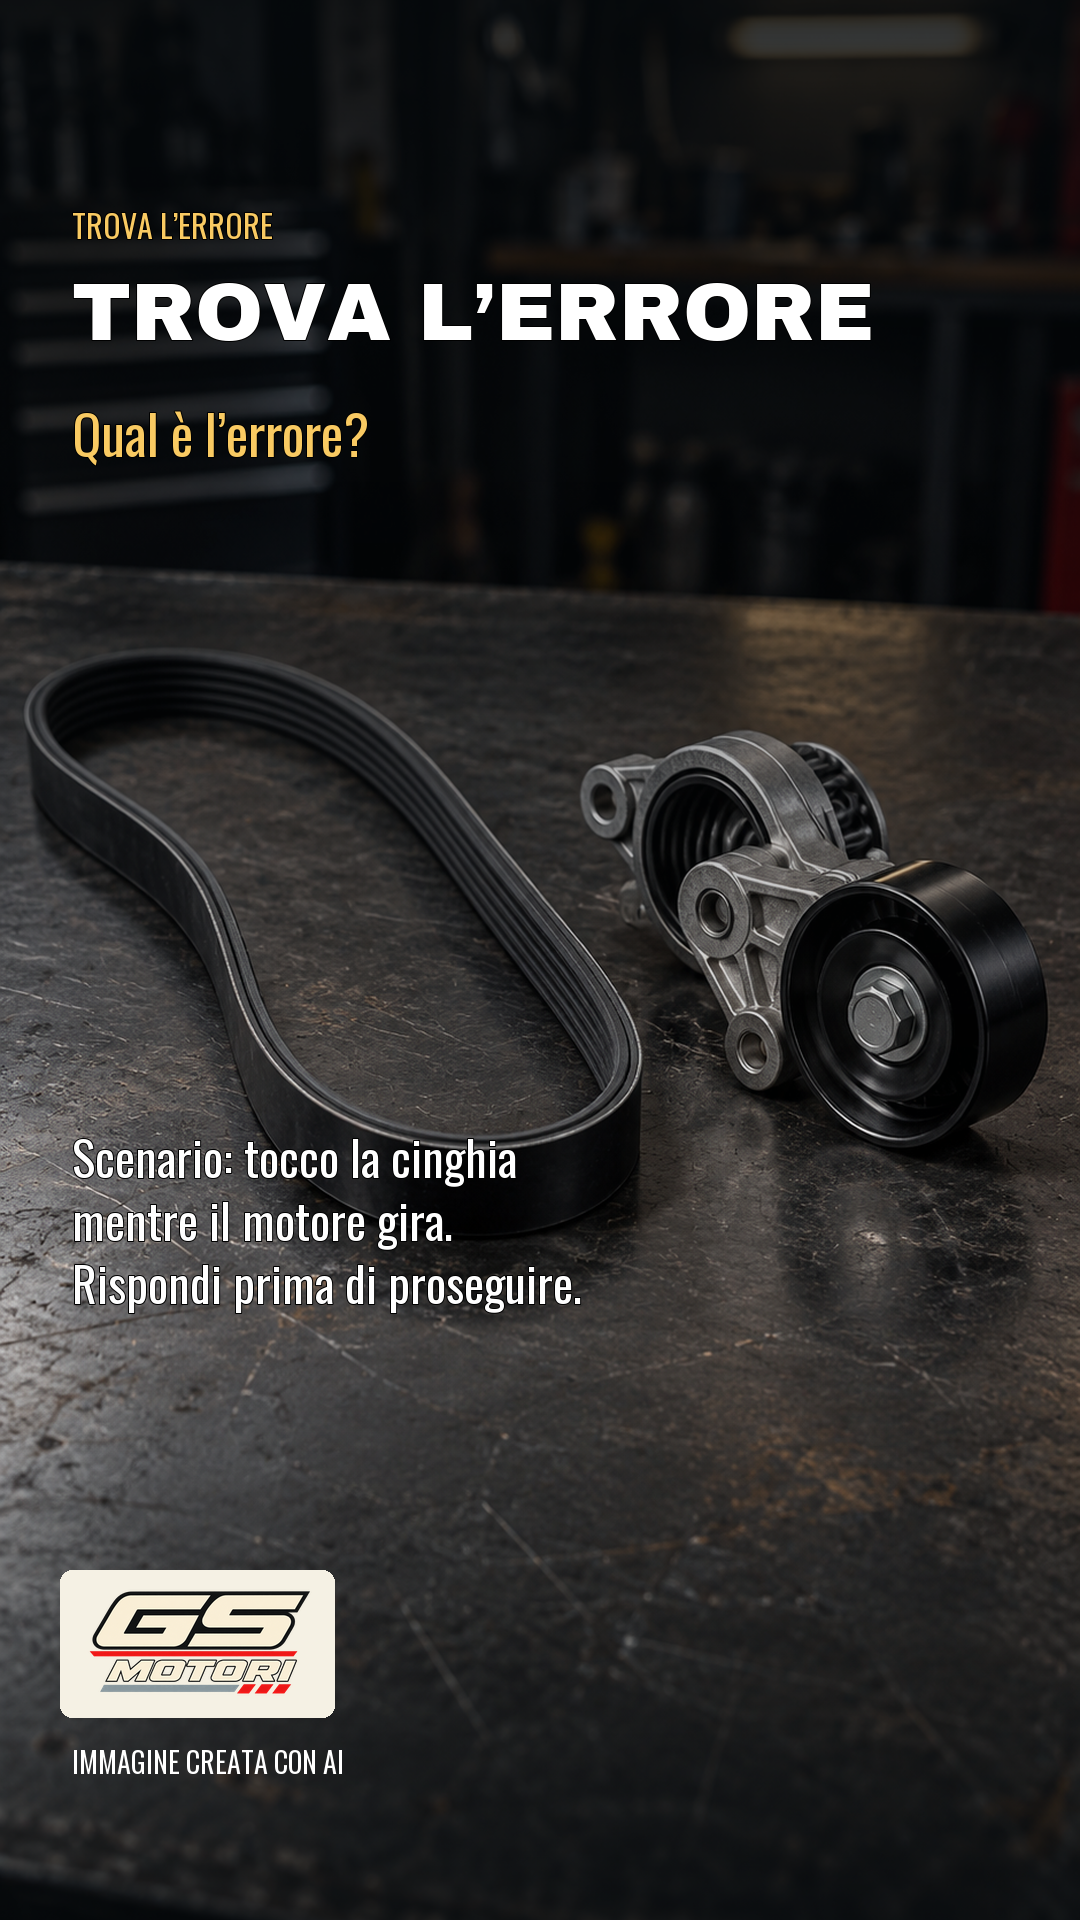 TROVA L’ERRORE
TROVA L’ERRORE
Qual è l’errore?
Scenario: tocco la cinghia
mentre il motore gira.
Rispondi prima di proseguire.
GS
MOTORI
IMMAGINE CREATA CON AI